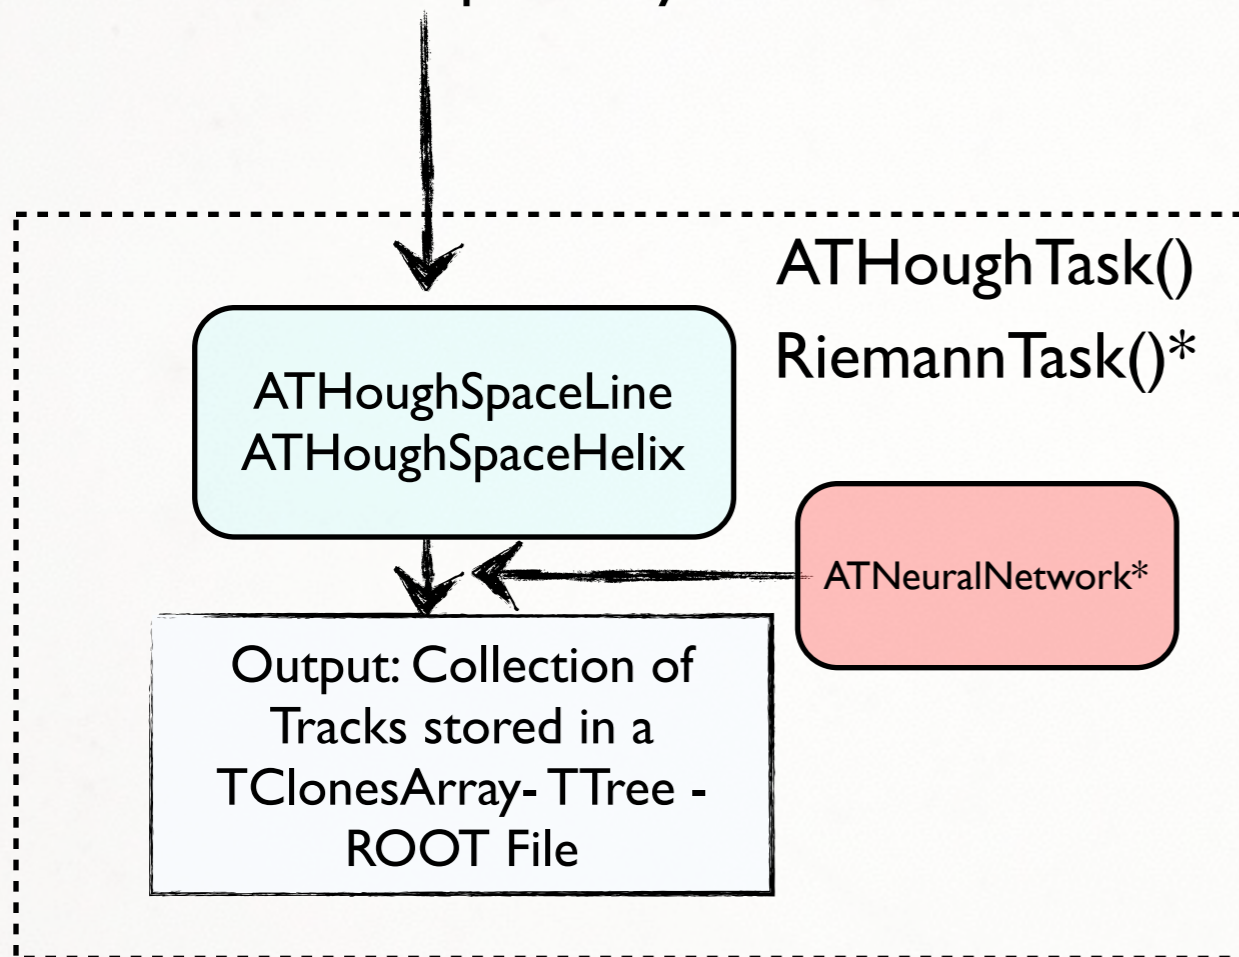 ATHoughTask()
RiemannTask()*
ATHoughSpaceLine
ATHoughSpaceHelix
ATNeuralNetwork*
Output: Collection of
Tracks stored in a
TClonesArray- TTree -
ROOT File